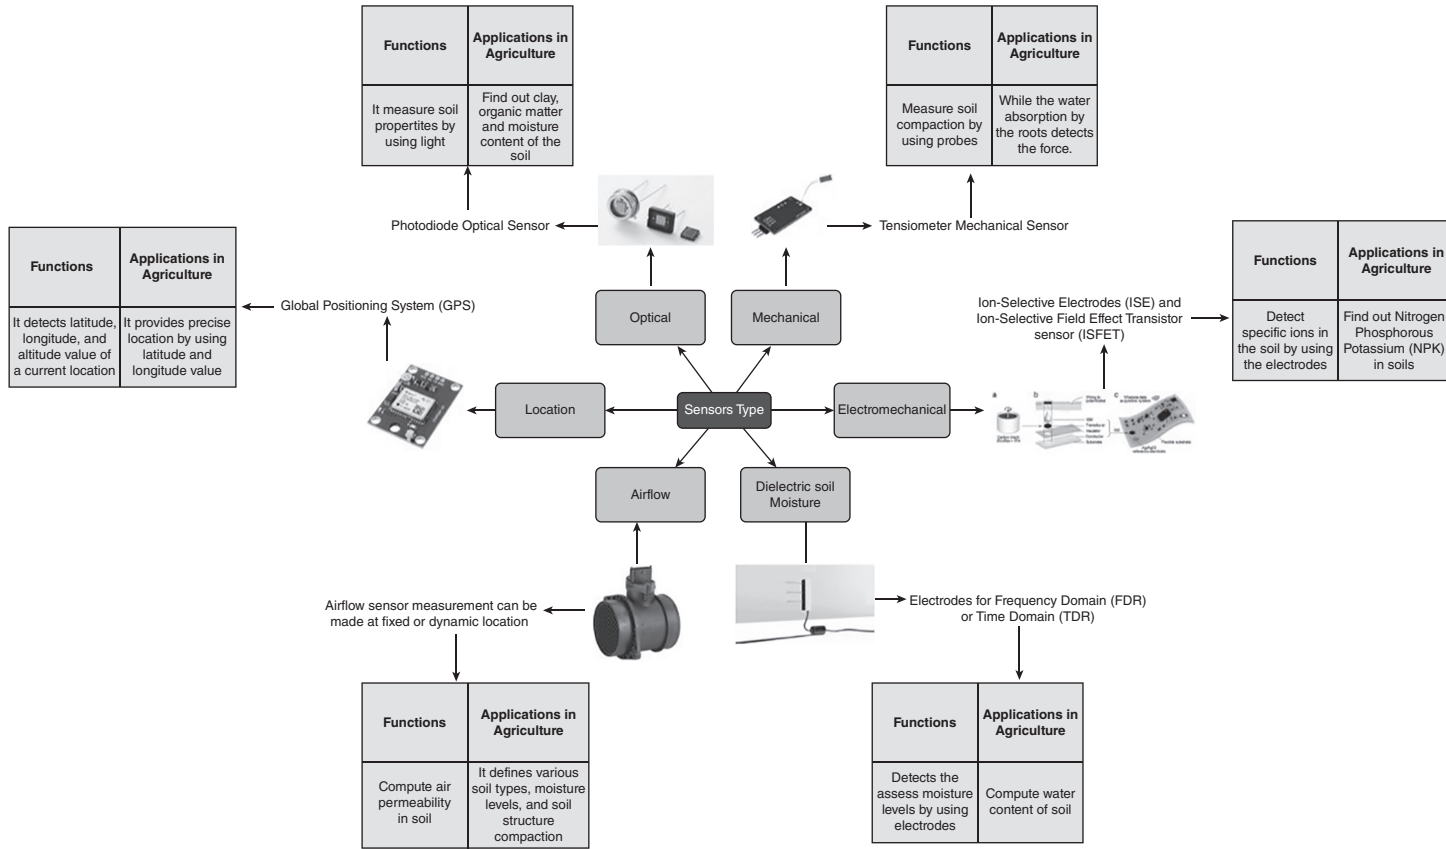 Functions
Applications in
Agriculture
It measure soil
propertites by
using light
Find out clay,
organic matter
and moisture
content of the
soil
Functions
Applications in
Agriculture
Measure soil
compaction by
using probes
While the water
absorption by
the roots detects
the force.
Photodiode Optical Sensor
Tensiometer Mechanical Sensor
Functions
Applications in
Agriculture
It detects latitude,
longitude, and
altitude value of
a current location
It provides precise
location by using
latitude and
longitude value
Global Positioning System (GPS)
Optical
Mechanical
Ion-Selective Electrodes (ISE) and
Ion-Selective Field Effect Transistor
sensor (ISFET)
Functions
Applications in
Agriculture
Detect
specific ions in
the soil by using
the electrodes
Find out Nitrogen
Phosphorous
Potassium (NPK)
in soils
Location
Sensors Type
Electromechanical
a
b
c
Airflow
Dielectric soil
Moisture
Airflow sensor measurement can be
made at fixed or dynamic location
Electrodes for Frequency Domain (FDR)
or Time Domain (TDR)
Functions
Applications in
Agriculture
Compute air
permeability
in soil
It defines various
soil types, moisture
levels, and soil
structure
compaction
Functions
Applications in
Agriculture
Detects the
assess moisture
levels by using
electrodes
Compute water
content of soil